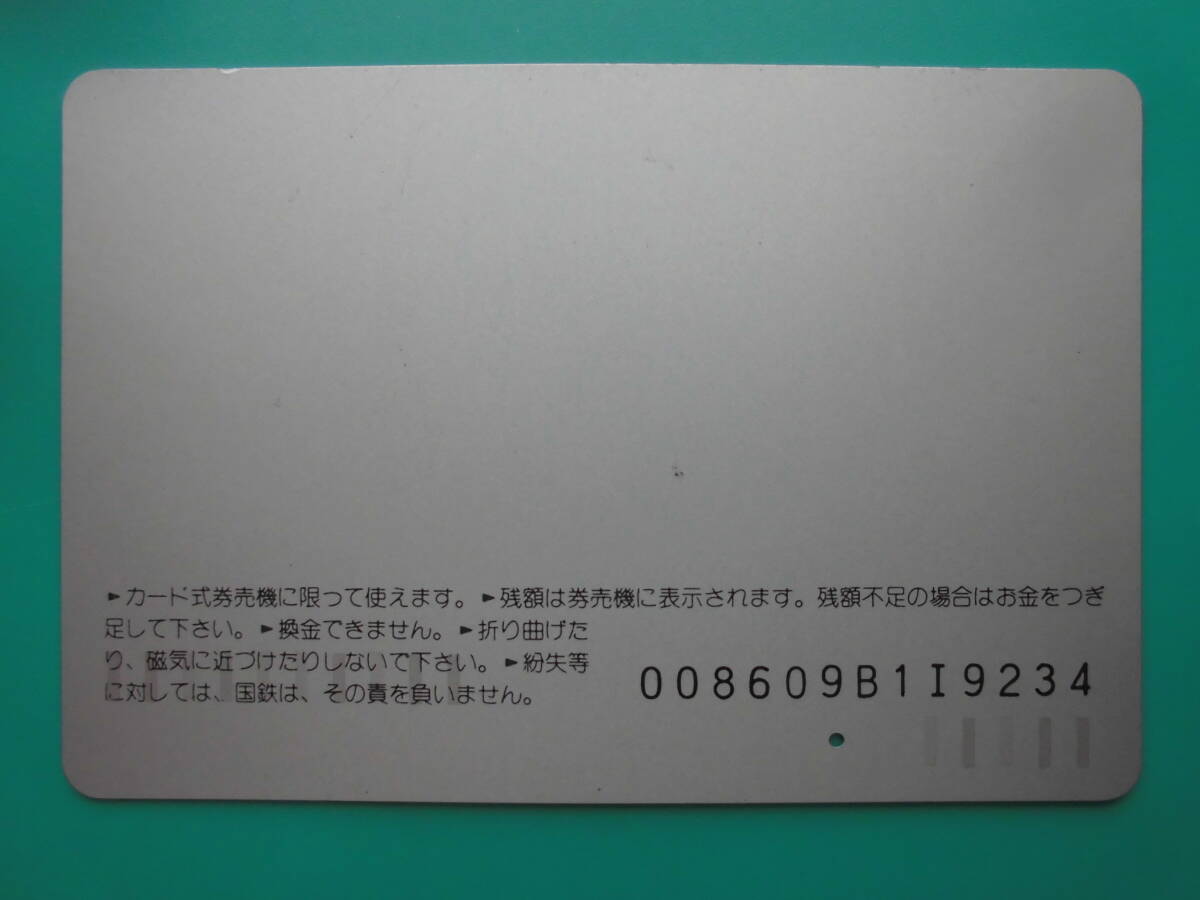 ►カード式券売機に限って使えます。►残額は券売機に表示されます。残額不足の場合はお金をつぎ
足して下さい。►換金できません。►折り曲げた
り、磁気に近づけたりしないで下さい。►紛失等
に対しては、国鉄は、その責を負いません。
008609B1I9234